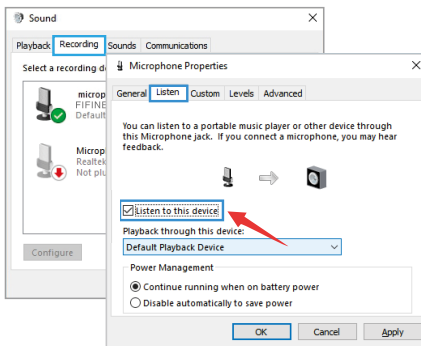 Sound
Playback Recording Sounds Communications
Select a recording
microp
FIFINE
Default
Microp
Realtek
Not plu
Configure
Microphone Properties
General Listen Custom Levels Advanced
You can listen to a portable music player or other device through
this Microphone jack. If you connect a microphone, you may hear
feedback.
Listen to this device
Playback through this device:
Default Playback Device
Power Management
Continue running when on battery power
Disable automatically to save power
OK Cancel Apply